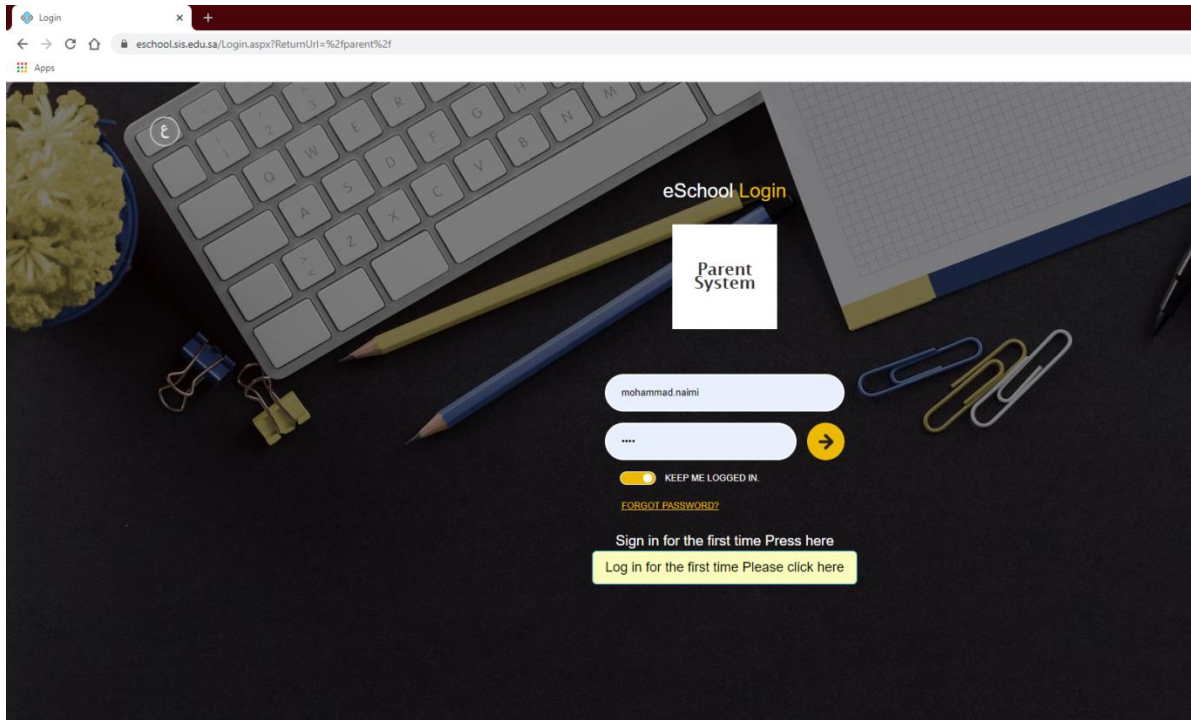 Login
eschool.sis.edu.sa/Login.aspx?ReturnUrl=%2fparent%2f
Apps
ع
eSchool Login
Parent
System
mohammad.naimi
••••
KEEP ME LOGGED IN.
FORGOT PASSWORD?
Sign in for the first time Press here
Log in for the first time Please click here